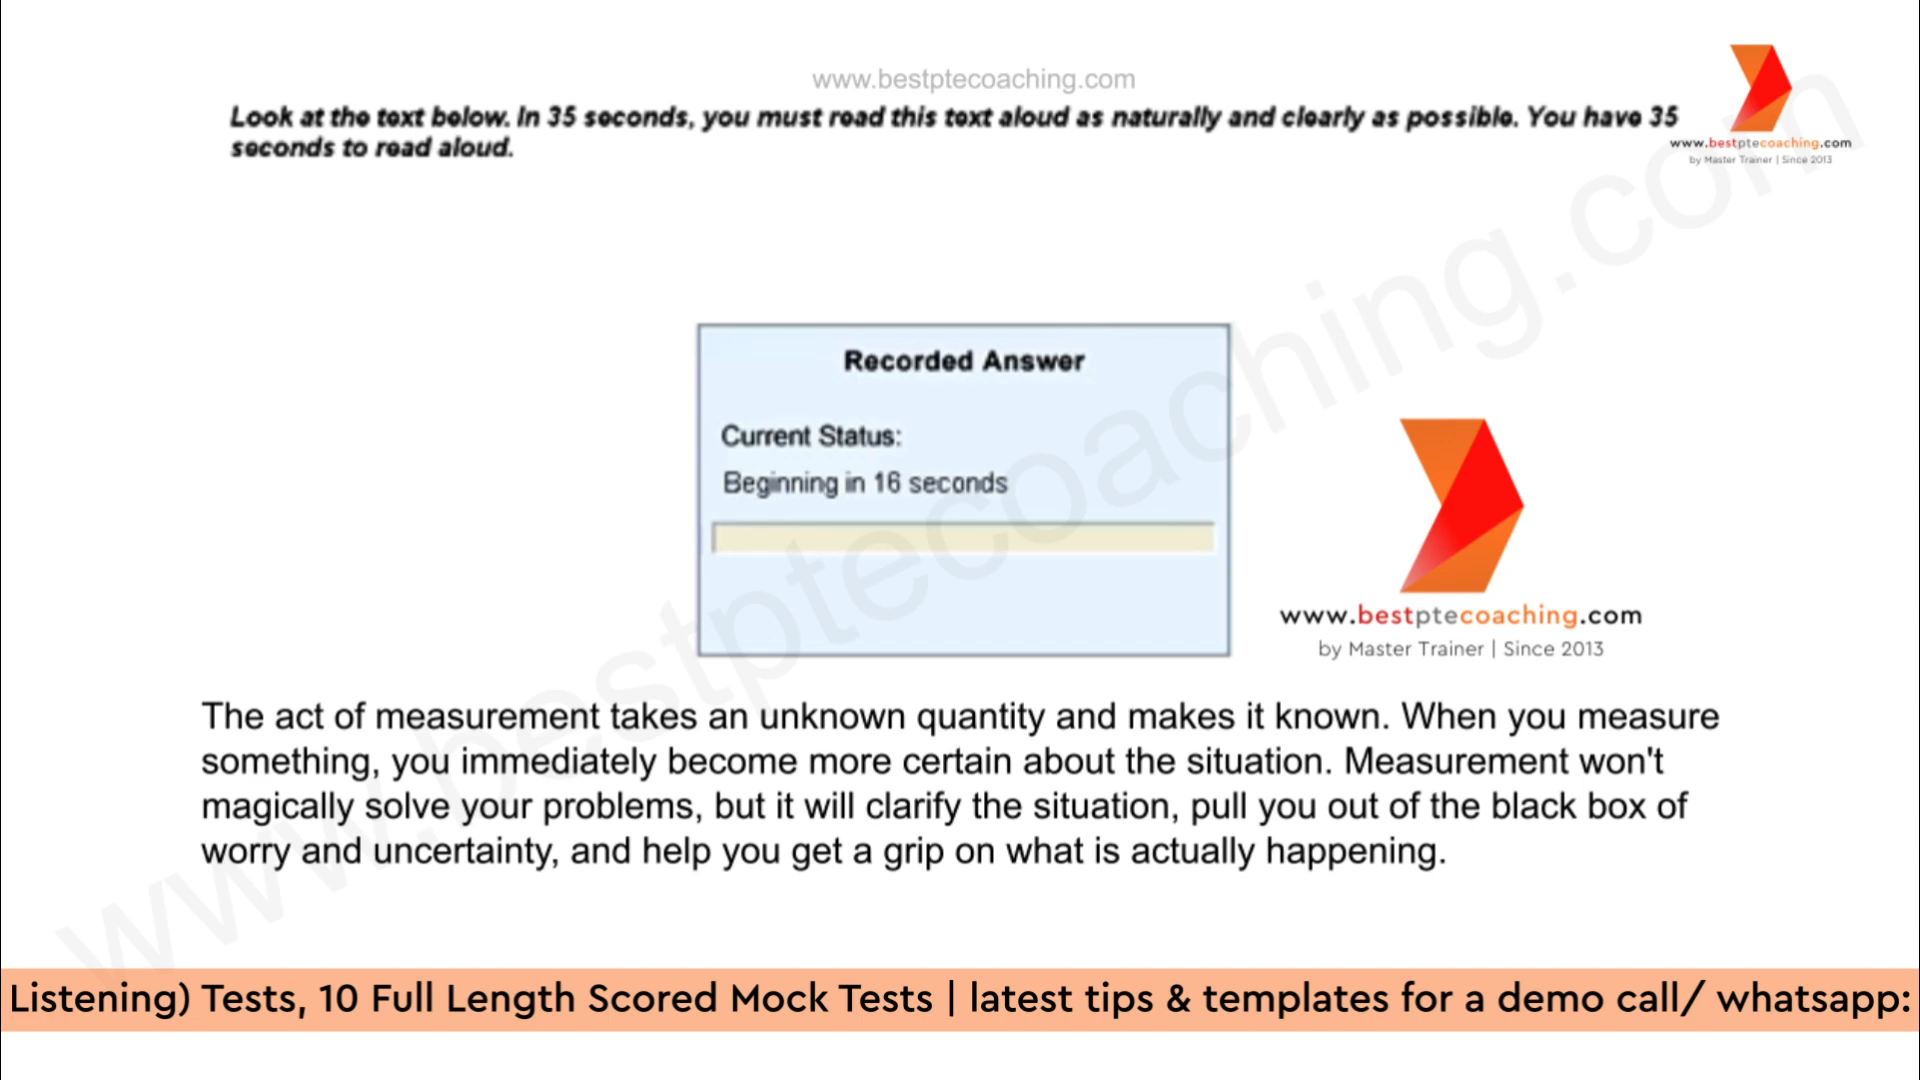 www.bestptecoaching.com
Look at the text below. In 35 seconds, you must read this text aloud as naturally and clearly as possible. You have 35
seconds to read aloud.
www.bestptecoaching.com
by Master Trainer | Since 2013
Recorded Answer
Current Status:
Beginning in 16 seconds
www.bestptecoaching.com
by Master Trainer | Since 2013
www.bestptecoaching.com
The act of measurement takes an unknown quantity and makes it known. When you measure
something, you immediately become more certain about the situation. Measurement won't
magically solve your problems, but it will clarify the situation, pull you out of the black box of
worry and uncertainty, and help you get a grip on what is actually happening.
Listening) Tests, 10 Full Length Scored Mock Tests | latest tips & templates for a demo call/ whatsapp: